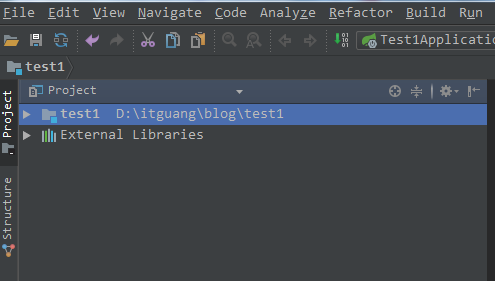 File Edit View Navigate Code Analyze Refactor Build Run
Test1Applicatio
test1
Project
test1 D:\itguang\blog\test1
External Libraries
Project
Structure